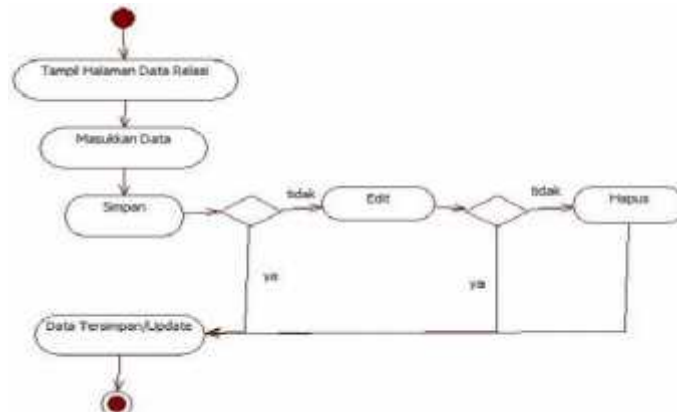 Tampil Halaman Data Relasi
Masukkan Data
Simpan
tidak
Edit
tidak
Hapus
ya
ya
Data Tersimpan/Update